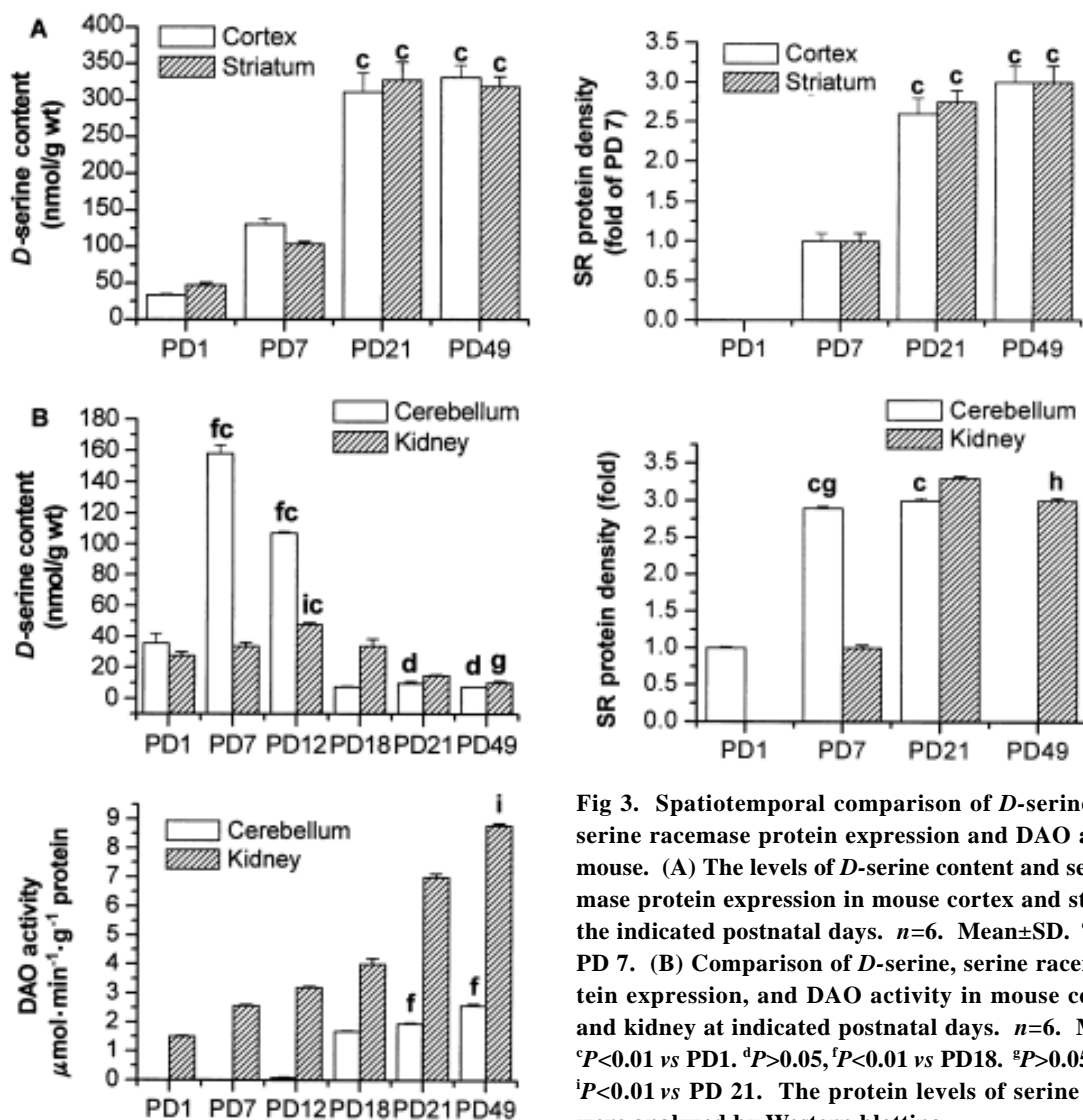 A
400
350
300
250
200
150
100
50
0
D-serine content
(nmol/g wt)
Cortex
Striatum
c c c c
PD1 PD7 PD21 PD49
3.5
3.0
2.5
2.0
1.5
1.0
0.5
0.0
SR protein density
(fold of PD 7)
Cortex
Striatum
c c c c
PD1 PD7 PD21 PD49
B
180
160
140
120
100
80
60
40
20
0
D-serine content
(nmol/g wt)
Cerebellum
Kidney
fc fc ic d d g
PD1 PD7 PD12 PD18 PD21 PD49
3.5
3.0
2.5
2.0
1.5
1.0
0.5
0.0
SR protein density (fold)
Cerebellum
Kidney
cg c h
PD1 PD7 PD21 PD49
9
8
7
6
5
4
3
2
1
0
DAO activity
μmol·min⁻¹·g⁻¹ protein
Cerebellum
Kidney
f f i
PD1 PD7 PD12 PD18 PD21 PD49
Fig 3. Spatiotemporal comparison of D-serine
serine racemase protein expression and DAO a
mouse. (A) The levels of D-serine content and se
mase protein expression in mouse cortex and st
the indicated postnatal days. n=6. Mean±SD.
PD 7. (B) Comparison of D-serine, serine racer
tein expression, and DAO activity in mouse ce
and kidney at indicated postnatal days. n=6. M
ᶜP<0.01 vs PD1. ᵈP>0.05, ᶠP<0.01 vs PD18. ᵍP>0.05
ⁱP<0.01 vs PD 21. The protein levels of serine
were analyzed by Western blotting